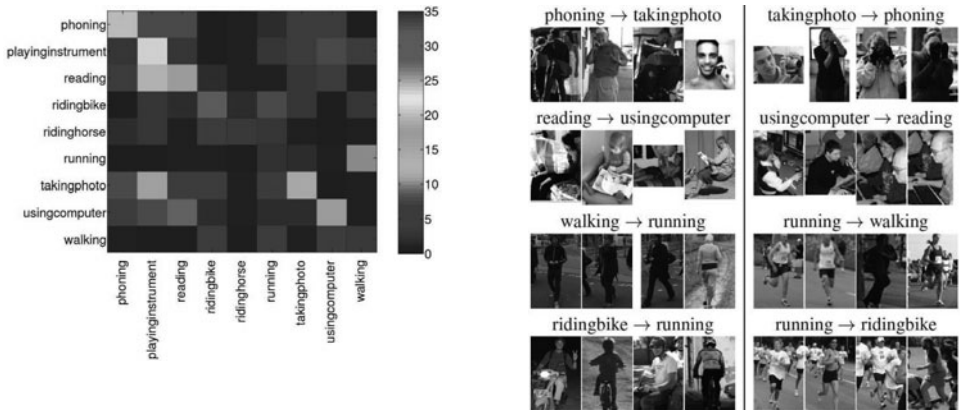 phoning
playinginstrument
reading
ridingbike
ridinghorse
running
takingphoto
usingcomputer
walking
35
30
25
20
15
10
5
0
phoning
playinginstrument
reading
ridingbike
ridinghorse
running
takingphoto
usingcomputer
walking
phoning → takingphoto
takingphoto → phoning
reading → usingcomputer
usingcomputer → reading
walking → running
running → walking
ridingbike → running
running → ridingbike